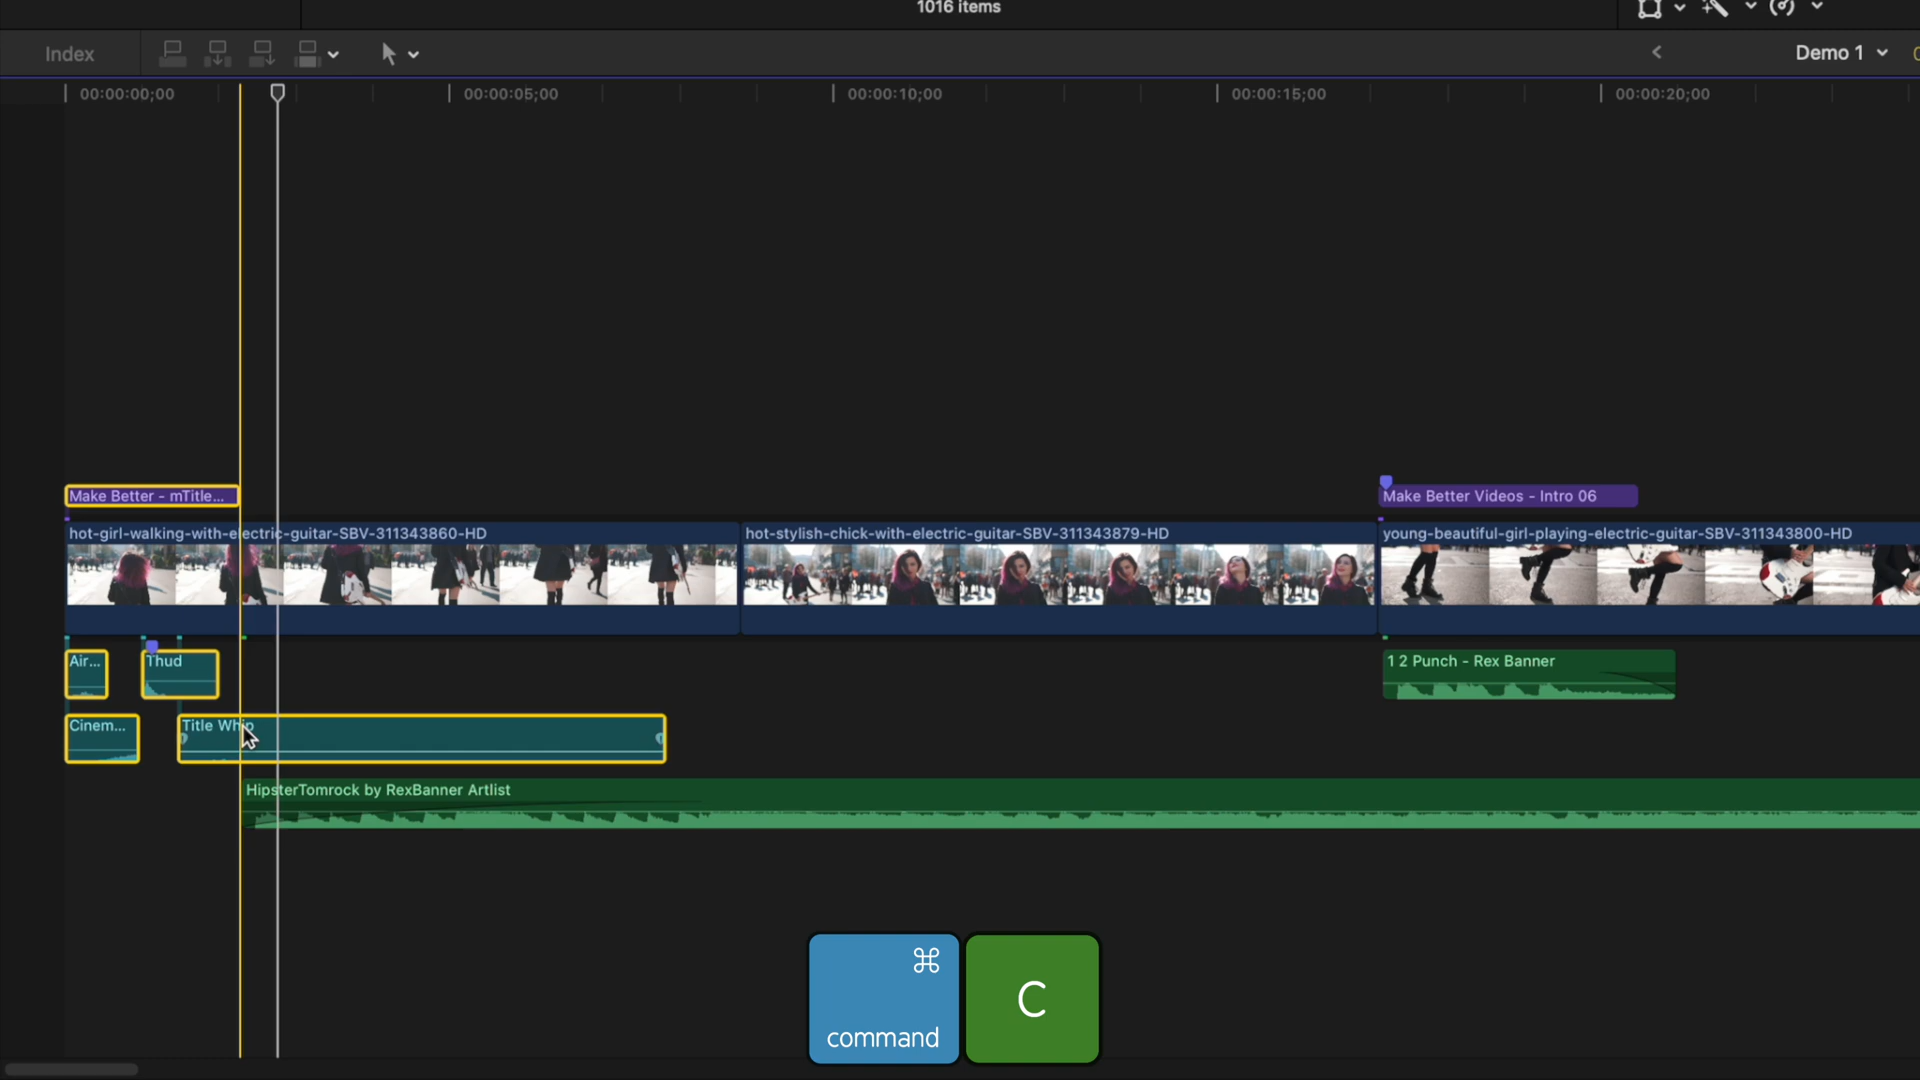 1016 items
Index
Demo 1
00:00:00;00
00:00:05;00
00:00:10;00
00:00:15;00
00:00:20;00
Make Better - mTitle...
Make Better Videos - Intro 06
hot-girl-walking-with-electric-guitar-SBV-311343860-HD
hot-stylish-chick-with-electric-guitar-SBV-311343879-HD
young-beautiful-girl-playing-electric-guitar-SBV-311343800-HD
Air...
Thud
1 2 Punch - Rex Banner
Cinem...
Title Whip
HipsterTomrock by RexBanner Artlist
⌘
command
C